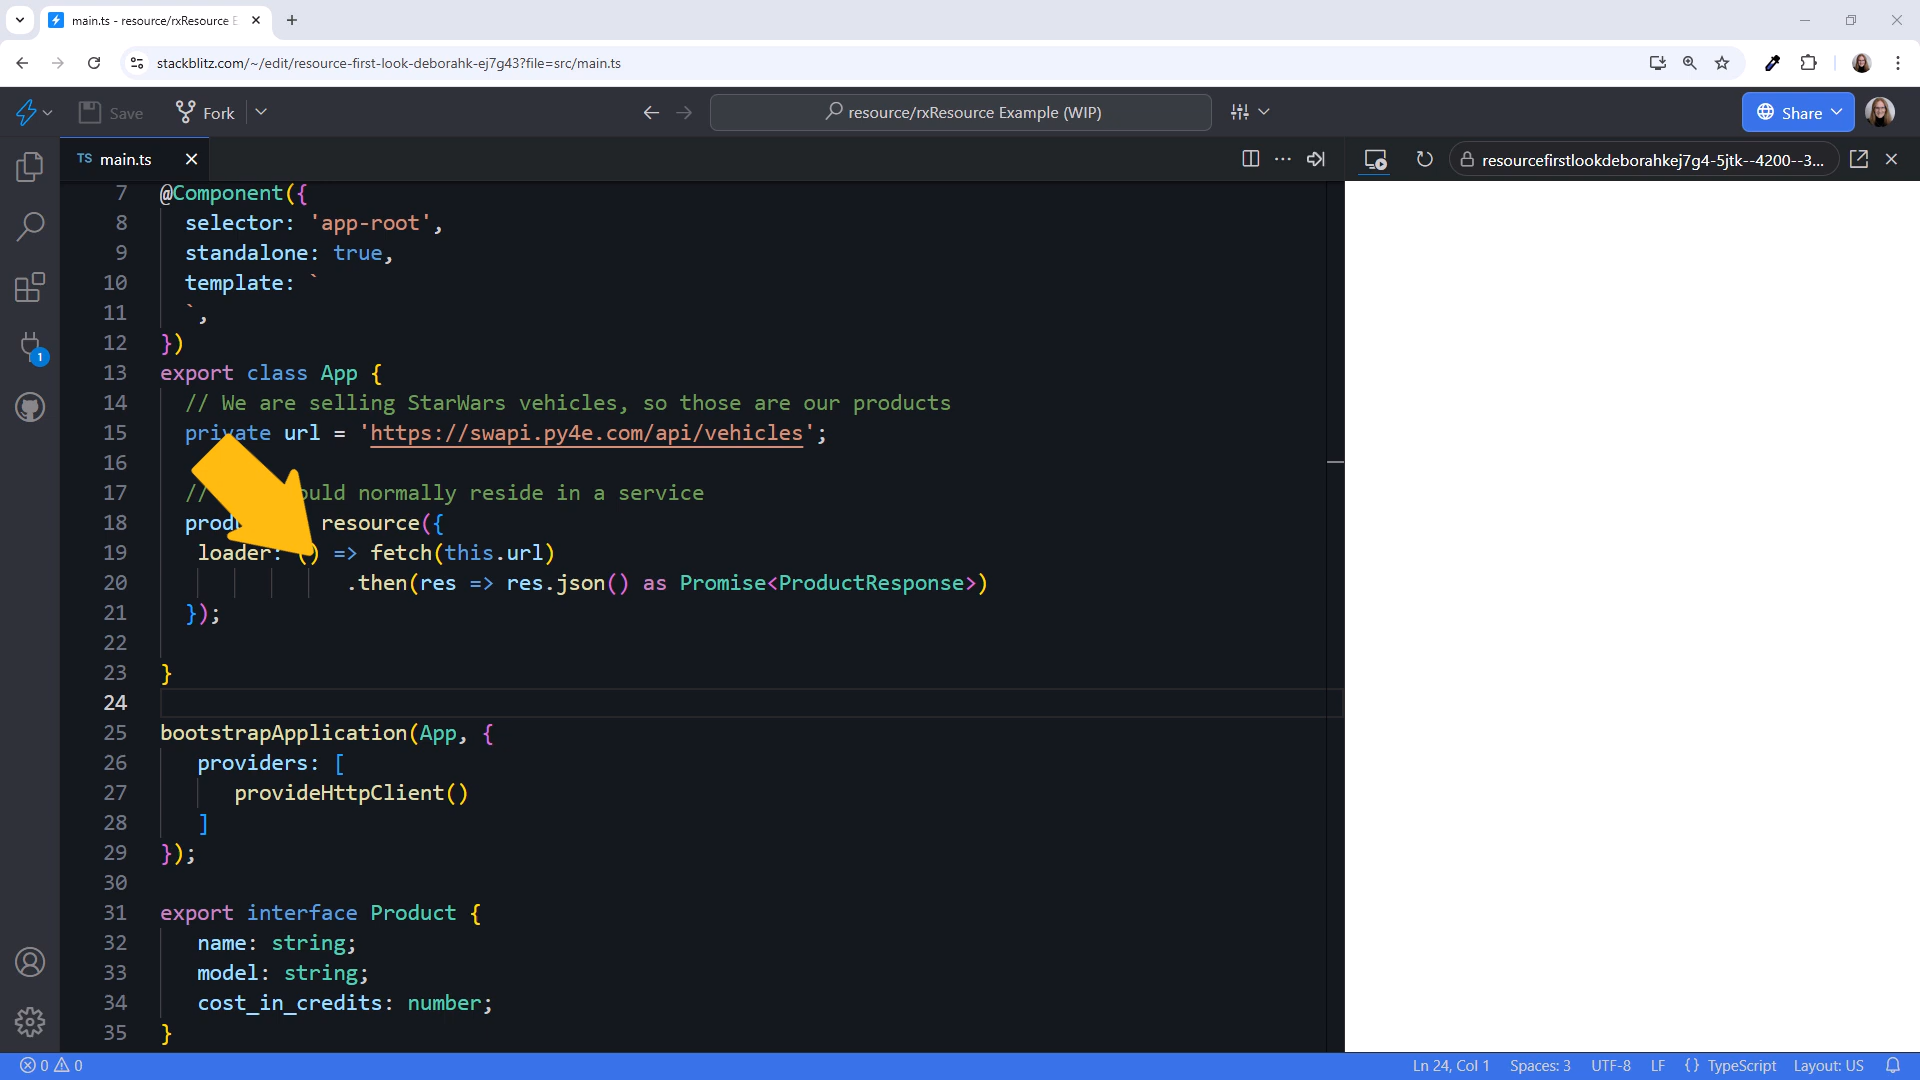 main.ts - resource/rxResource E
stackblitz.com/~/edit/resource-first-look-deborahk-ej7g43?file=src/main.ts
Save
Fork
resource/rxResource Example (WIP)
Share
TS main.ts
resourcefirstlookdeborahkej7g4-5jtk--4200--3...
7 @Component({
8 selector: 'app-root',
9 standalone: true,
10 template: `
11 `,
12 })
13 export class App {
14 // We are selling StarWars vehicles, so those are our products
15 private url = 'https://swapi.py4e.com/api/vehicles';
16
17 // normally reside in a service
18 resource({
19 loader: () => fetch(this.url)
20 .then(res => res.json() as Promise<ProductResponse>)
21 });
22
23 }
24
25 bootstrapApplication(App, {
26 providers: [
27 provideHttpClient()
28 ]
29 });
30
31 export interface Product {
32 name: string;
33 model: string;
34 cost_in_credits: number;
35 }
1
0 0
Ln 24, Col 1 Spaces: 3 UTF-8 LF {} TypeScript Layout: US